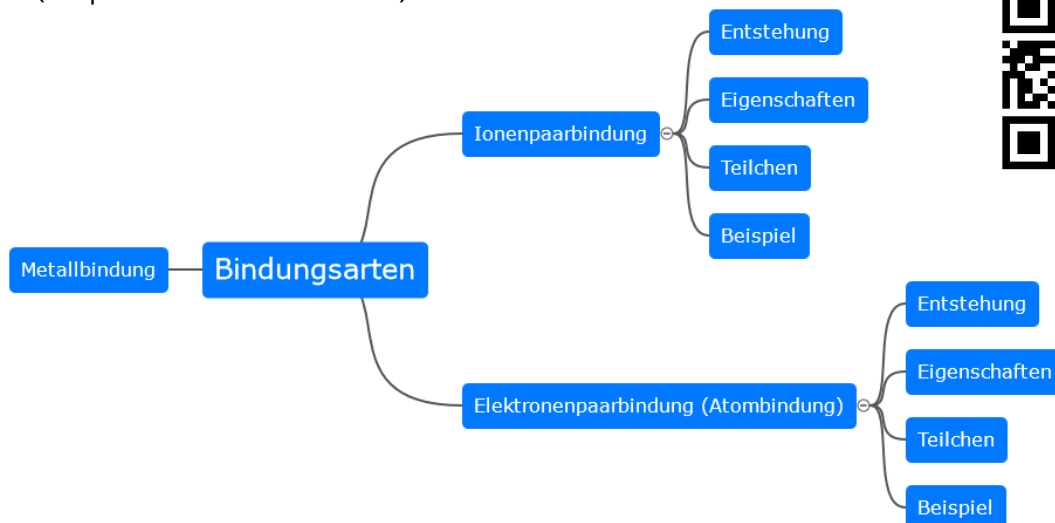 Entstehung
Eigenschaften
Ionenpaarbindung
Teilchen
Beispiel
Metallbindung
Bindungsarten
Entstehung
Eigenschaften
Elektronenpaarbindung (Atombindung)
Teilchen
Beispiel